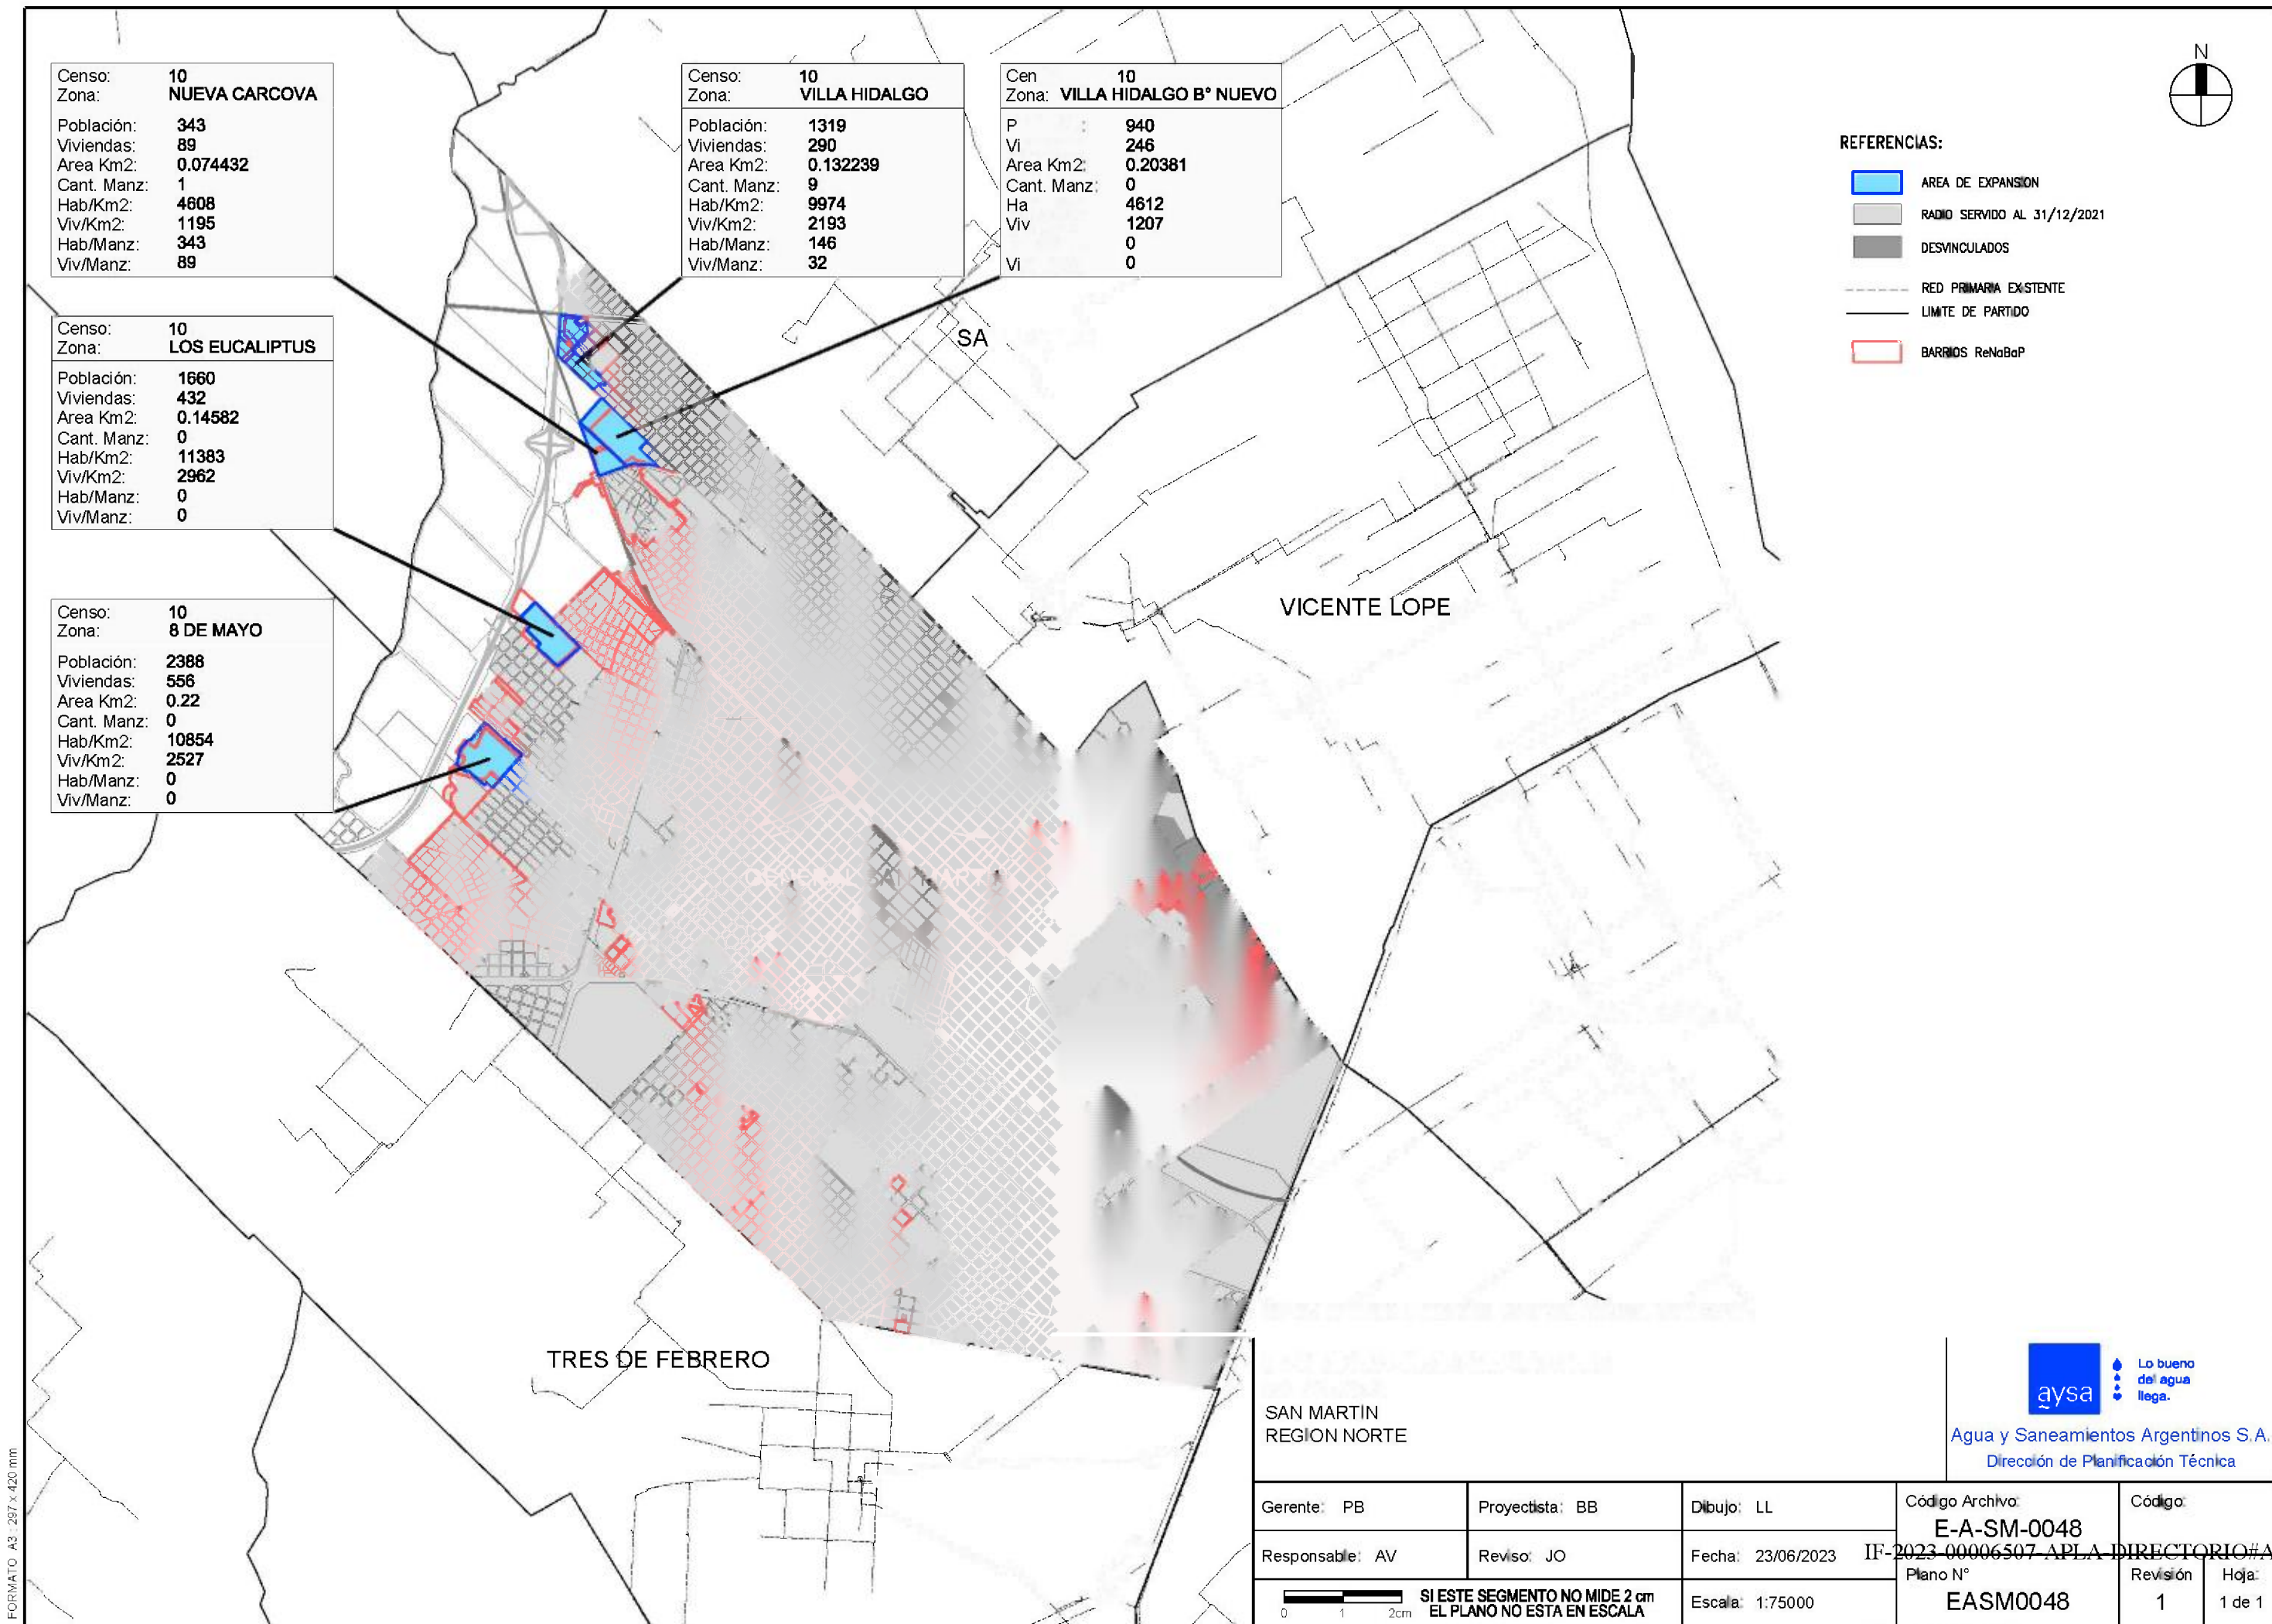 Censo: 10
Zona: NUEVA CARCOVA
Población: 343
Viviendas: 89
Area Km2: 0.074432
Cant. Manz: 1
Hab/Km2: 4608
Viv/Km2: 1195
Hab/Manz: 343
Viv/Manz: 89
Censo: 10
Zona: VILLA HIDALGO
Población: 1319
Viviendas: 290
Area Km2: 0.132239
Cant. Manz: 9
Hab/Km2: 9974
Viv/Km2: 2193
Hab/Manz: 146
Viv/Manz: 32
Cen 10
Zona: VILLA HIDALGO B° NUEVO
P : 940
Vi 246
Area Km2: 0.20381
Cant. Manz: 0
Ha 4612
Viv 1207
0
Vi 0
N
REFERENCIAS:
AREA DE EXPANSION
RADIO SERVIDO AL 31/12/2021
DESVINCULADOS
RED PRIMARIA EXISTENTE
LIMITE DE PARTIDO
BARRIOS ReNaBaP
Censo: 10
Zona: LOS EUCALIPTUS
Población: 1660
Viviendas: 432
Area Km2: 0.14582
Cant. Manz: 0
Hab/Km2: 11383
Viv/Km2: 2962
Hab/Manz: 0
Viv/Manz: 0
Censo: 10
Zona: 8 DE MAYO
Población: 2388
Viviendas: 556
Area Km2: 0.22
Cant. Manz: 0
Hab/Km2: 10854
Viv/Km2: 2527
Hab/Manz: 0
Viv/Manz: 0
SA
VICENTE LOPE
GENERAL SAN MARTIN
TRES DE FEBRERO
SAN MARTIN
REGION NORTE
aysa
Lo bueno
del agua
llega.
Agua y Saneamientos Argentinos S.A.
Dirección de Planificación Técnica
Gerente: PB
Proyectista: BB
Dibujo: LL
Código Archivo:
E-A-SM-0048
Código:
Responsable: AV
Reviso: JO
Fecha: 23/06/2023
IF-2023-00006507-APLA-DIRECTORIO#A
Plano N°
EASM0048
Revisión
1
Hoja:
1 de 1
0 1 2cm
SI ESTE SEGMENTO NO MIDE 2 cm
EL PLANO NO ESTA EN ESCALA
Escala: 1:75000
FORMATO A3 : 297 x 420 mm